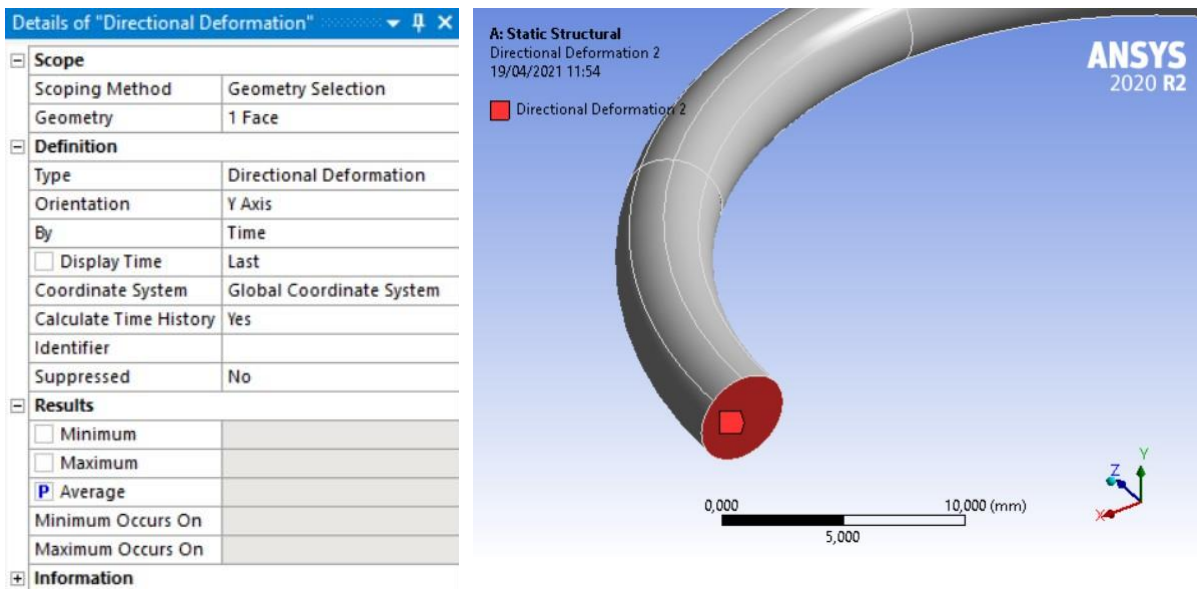 Details of "Directional Deformation"
Scope
Scoping Method Geometry Selection
Geometry 1 Face
Definition
Type Directional Deformation
Orientation Y Axis
By Time
Display Time Last
Coordinate System Global Coordinate System
Calculate Time History Yes
Identifier
Suppressed No
Results
Minimum
Maximum
P Average
Minimum Occurs On
Maximum Occurs On
Information
A: Static Structural
Directional Deformation 2
19/04/2021 11:54
Directional Deformation 2
ANSYS
2020 R2
0,000 10,000 (mm)
5,000
Y
Z
X